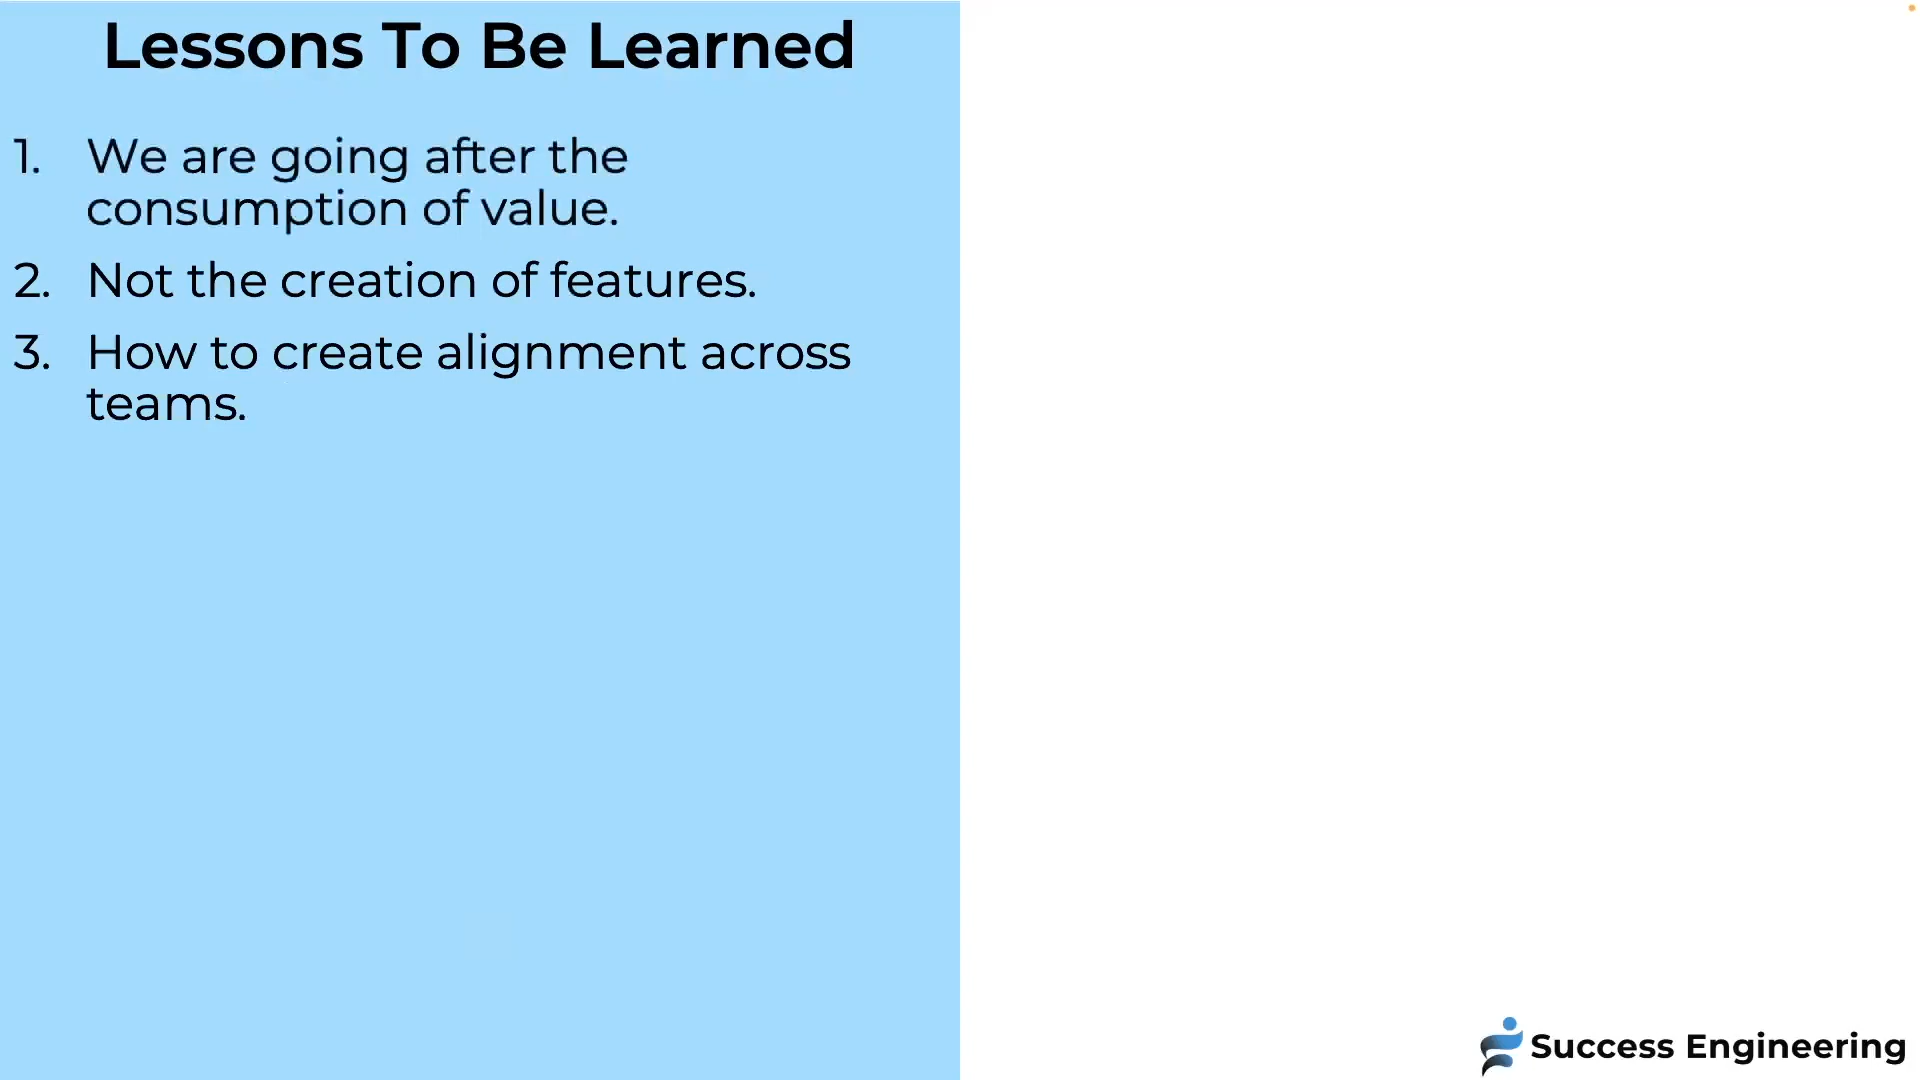 Lessons To Be Learned
1. We are going after the
consumption of value.
2. Not the creation of features.
3. How to create alignment across
teams.
Success Engineering